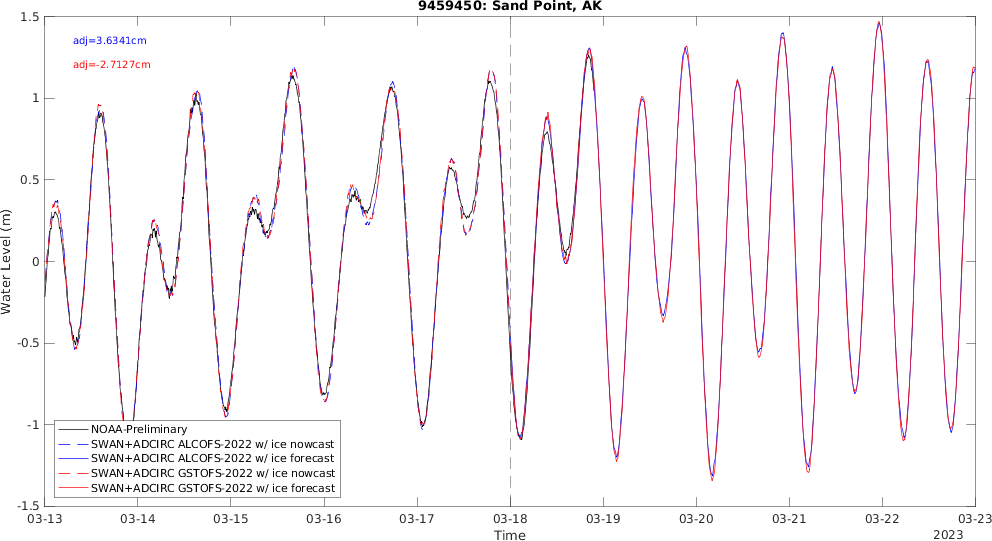 9459450: Sand Point, AK
adj=3.6341cm
adj=-2.7127cm
Water Level (m)
1.5
1
0.5
0
-0.5
-1
-1.5
NOAA-Preliminary
SWAN+ADCIRC ALCOFS-2022 w/ ice nowcast
SWAN+ADCIRC ALCOFS-2022 w/ ice forecast
SWAN+ADCIRC GSTOFS-2022 w/ ice nowcast
SWAN+ADCIRC GSTOFS-2022 w/ ice forecast
03-13 03-14 03-15 03-16 03-17 03-18 03-19 03-20 03-21 03-22 03-23
Time
2023